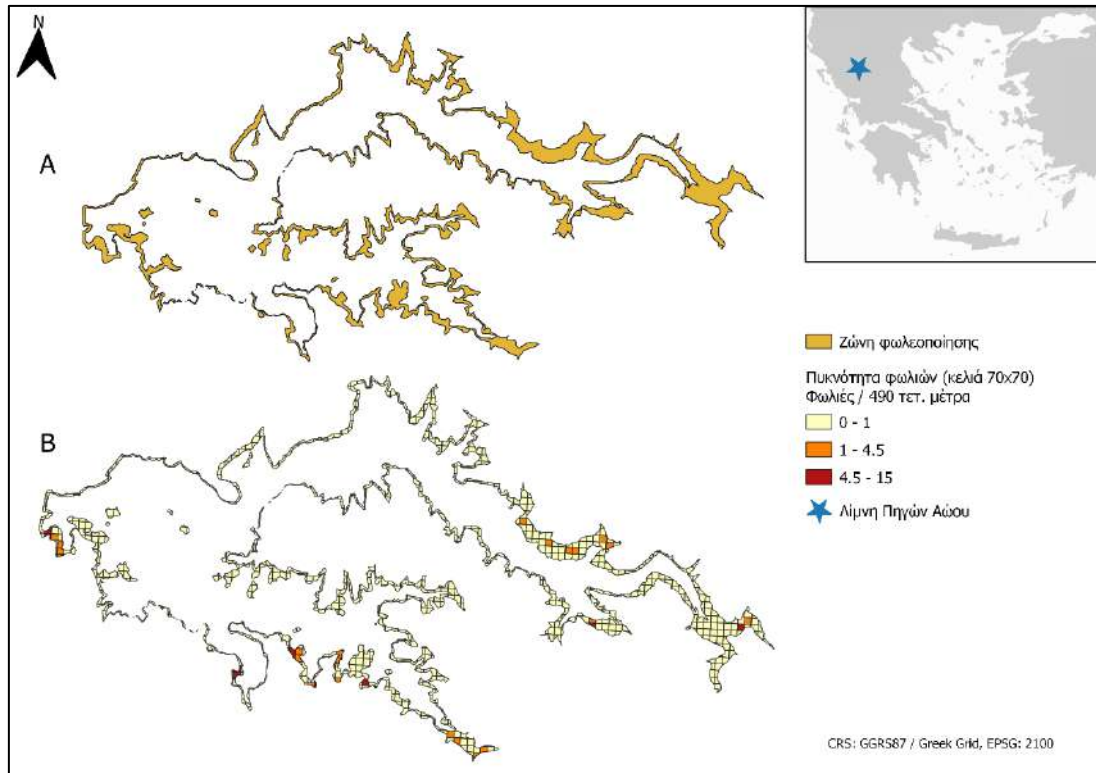 N
A
B
Ζώνη φωλεοποίησης
Πυκνότητα φωλιών (κελιά 70x70)
Φωλιές / 490 τετ. μέτρα
0 - 1
1 - 4.5
4.5 - 15
Λίμνη Πηγών Αώου
CRS: GGRS87 / Greek Grid, EPSG: 2100